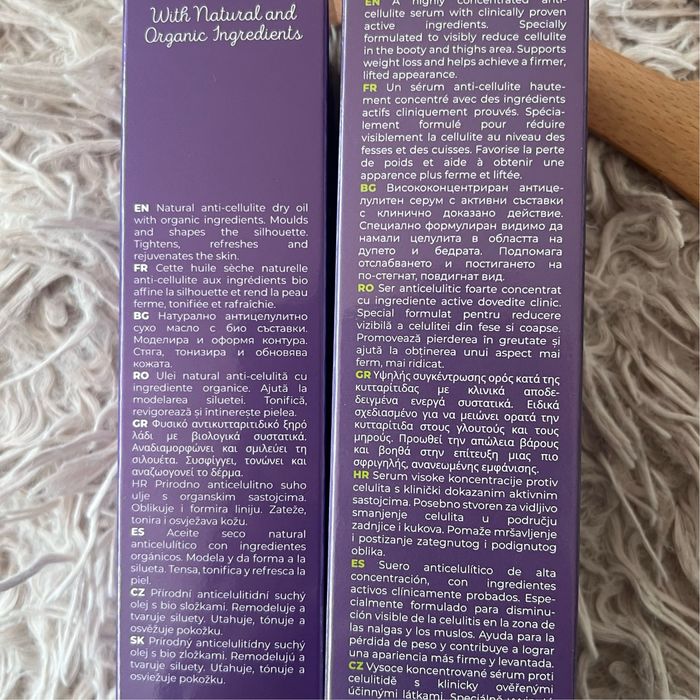 With Natural and
Organic Ingredients
EN Natural anti-cellulite dry oil
with organic ingredients. Moulds
and shapes the silhouette.
Tightens, refreshes and
rejuvenates the skin.
FR Cette huile sèche naturelle
anti-cellulite aux ingrédients bio
affine la silhouette et rend la peau
ferme, tonifiée et rafraichie.
BG Натурално антицелулитно
сухо масло с био съставки.
Моделира и оформя контура.
Стяга, тонизира и обновява
кожата.
RO Ulei natural anti-celulită cu
ingrediente organice. Ajută la
modelarea siluetei. Tonifică,
revigorează și întinerește pielea.
GR Φυσικό αντικυτταριτιδικό ξηρό
λάδι με βιολογικά συστατικά.
Αναδιαμορφώνει και σμιλεύει τη
σιλουέτα. Συσφίγγει, τονώνει και
αναζωογονεί το δέρμα.
HR Prirodno anticelulitno suho
ulje s organskim sastojcima.
Oblikuje i formira liniju. Zateže,
tonira i osvježava kožu.
ES Aceite seco natural
anticelulítico con ingredientes
orgánicos. Modela y da forma a la
silueta. Tensa, tonifica y refresca la
piel.
CZ Přírodní anticelulitidní suchý
olej s bio složkami. Remodeluje a
tvaruje siluety. Utahuje, tónuje a
osvěžuje pokožku.
SK Prírodný anticelulitídny suchý
olej s bio zložkami. Remodelujú a
tvaruje siluety. Uťahuje, tónuje a
osviežuje pokožku.
EN A highly concentrated anti-
cellulite serum with clinically proven
active ingredients. Specially
formulated to visibly reduce cellulite
in the booty and thighs area. Supports
weight loss and helps achieve a firmer,
lifted appearance.
FR Un sérum anti-cellulite haute-
ment concentré avec des ingrédients
actifs cliniquement prouvés. Spécia-
lement formulé pour réduire
visiblement la cellulite au niveau des
fesses et des cuisses. Favorise la perte
de poids et aide à obtenir une
apparence plus ferme et liftée.
BG Висококонцентриран антице-
лулитен серум с активни съставки
с клинично доказано действие.
Специално формулиран видимо да
намали целулита в областта на
дупето и бедрата. Подпомага
отслабването и постигането на
по-стегнат, повдигнат вид.
RO Ser anticelulitic foarte concentrat
cu ingrediente active dovedite clinic.
Special formulat pentru reducere
vizibilă a celulitei din fese si coapse.
Promovează pierderea în greutate și
ajută la obținerea unui aspect mai
ferm, mai ridicat.
GR Υψηλής συγκέντρωσης ορός κατά της
κυτταρίτιδας με κλινικά αποδε-
δειγμένα ενεργά συστατικά. Ειδικά
σχεδιασμένο για να μειώνει ορατά την
κυτταρίτιδα στους γλουτούς και τους
μηρούς. Προωθεί την απώλεια βάρους
και βοηθά στην επίτευξη μιας πιο
σφριγηλής, ανανεωμένης εμφάνισης.
HR Serum visoke koncentracije protiv
celulita s klinički dokazanim aktivnim
sastojcima. Posebno stvoren za vidljivo
smanjenje celulita u području
zadnjice i kukova. Pomaže mršavljenje
i postizanje zategnutog i podignutog
oblika.
ES Suero anticelulítico de alta
concentración, con ingredientes
activos clínicamente probados. Espe-
cialmente formulado para disminu-
ción visible de la celulitis en la zona de
las nalgas y los muslos. Ayuda para la
pérdida de peso y contribuye a lograr
una apariencia más firme y levantada.
CZ Vysoce koncentrované sérum proti
celulitídě s klinicky ověřenými
účinnými látkami. Speciálně